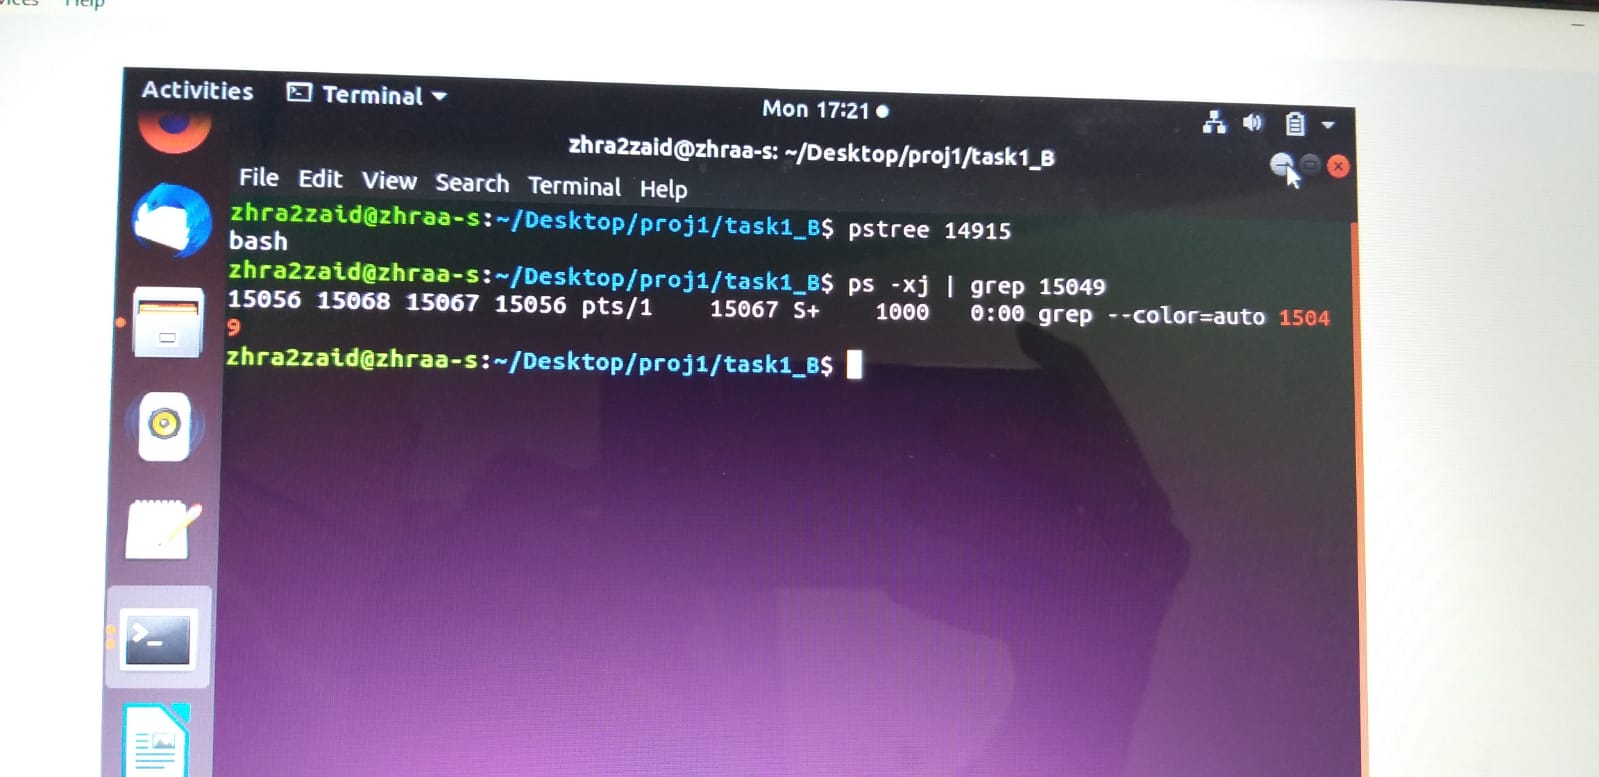 Help
Activities Terminal
Mon 17:21
zhra2zaid@zhraa-s: ~/Desktop/proj1/task1_B
File Edit View Search Terminal Help
zhra2zaid@zhraa-s:~/Desktop/proj1/task1_B$ pstree 14915
bash
zhra2zaid@zhraa-s:~/Desktop/proj1/task1_B$ ps -xj | grep 15049
15056 15068 15067 15056 pts/1 15067 S+ 1000 0:00 grep --color=auto 1504
9
zhra2zaid@zhraa-s:~/Desktop/proj1/task1_B$